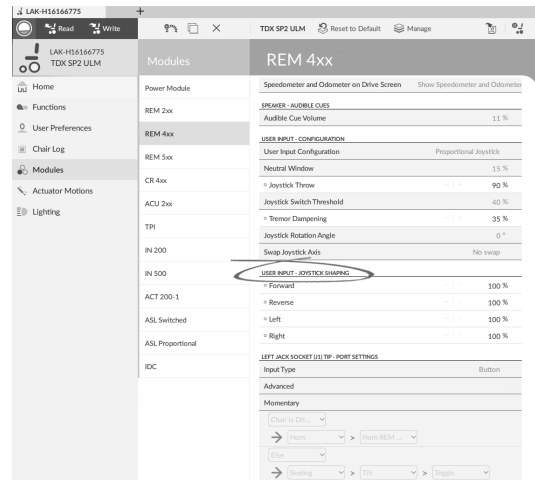 LAK-H16166775 +
Read Write TDX SP2 ULM Reset to Default Manage
LAK-H16166775
TDX SP2 ULM
Modules
REM 4xx
Home
Functions
User Preferences
Chair Log
Modules
Actuator Motions
Lighting
Power Module
REM 2xx
REM 4xx
REM 5xx
CR 4xx
ACU 2xx
TPI
IN 200
IN 500
ACT 200-1
ASL Switched
ASL Proportional
IDC
Speedometer and Odometer on Drive Screen Show Speedometer and Odometer
SPEAKER - AUDIBLE CUES
Audible Cue Volume 11 %
USER INPUT - CONFIGURATION
User Input Configuration Proportional Joystick
Neutral Window 15 %
Joystick Throw 90 %
Joystick Switch Threshold 40 %
Tremor Dampening 35 %
Joystick Rotation Angle 0 °
Swap Joystick Axis No swap
USER INPUT - JOYSTICK SHAPING
Forward 100 %
Reverse 100 %
Left 100 %
Right 100 %
LEFT JACK SOCKET (J1) TIP - PORT SETTINGS
Input Type Button
Advanced
Momentary
Chair is Dri...
Horn > Horn REM ...
Else
Seating > Tilt > Toggle